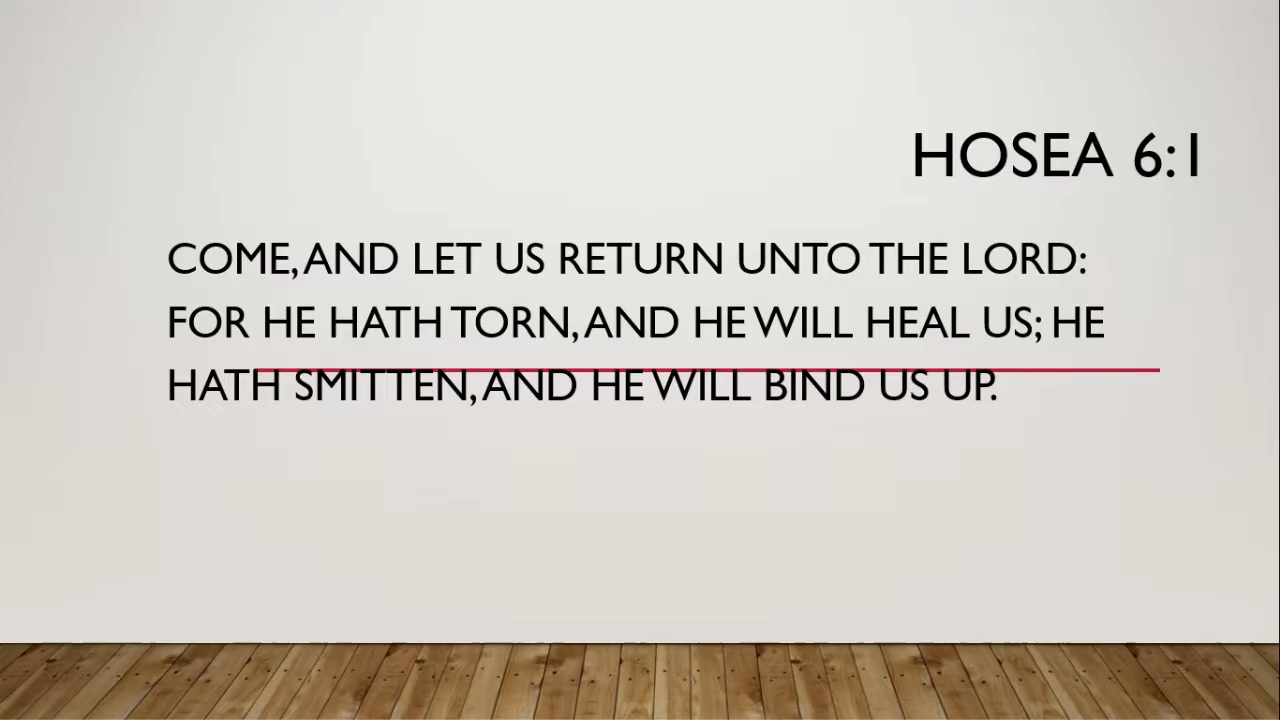 HOSEA 6:1
COME, AND LET US RETURN UNTO THE LORD:
FOR HE HATH TORN, AND HE WILL HEAL US; HE
HATH SMITTEN, AND HE WILL BIND US UP.